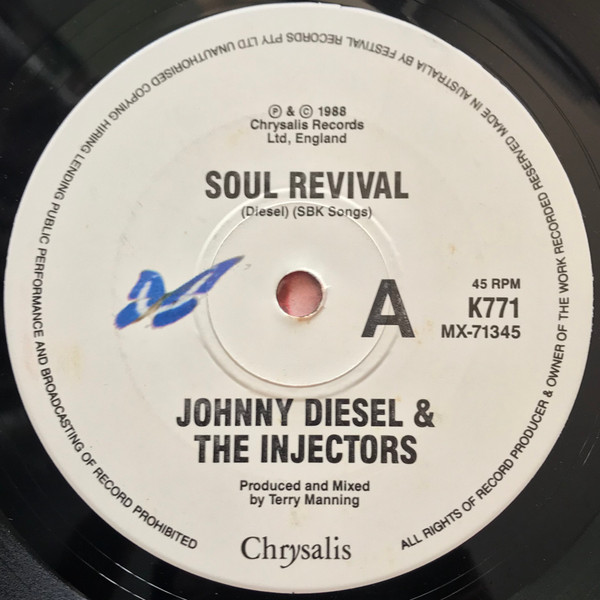 MADE IN AUSTRALIA BY FESTIVAL RECORDS PTY LTD UNAUTHORISED COPYING HIRING LENDING PUBLIC PERFORMANCE AND BROADCASTING OF RECORD PROHIBITED
ALL RIGHTS OF RECORD PRODUCER & OWNER OF THE WORK RECORDED RESERVED
℗ & © 1988
Chrysalis Records
Ltd, England
SOUL REVIVAL
(Diesel) (SBK Songs)
A
45 RPM
K771
MX-71345
JOHNNY DIESEL &
THE INJECTORS
Produced and Mixed
by Terry Manning
Chrysalis